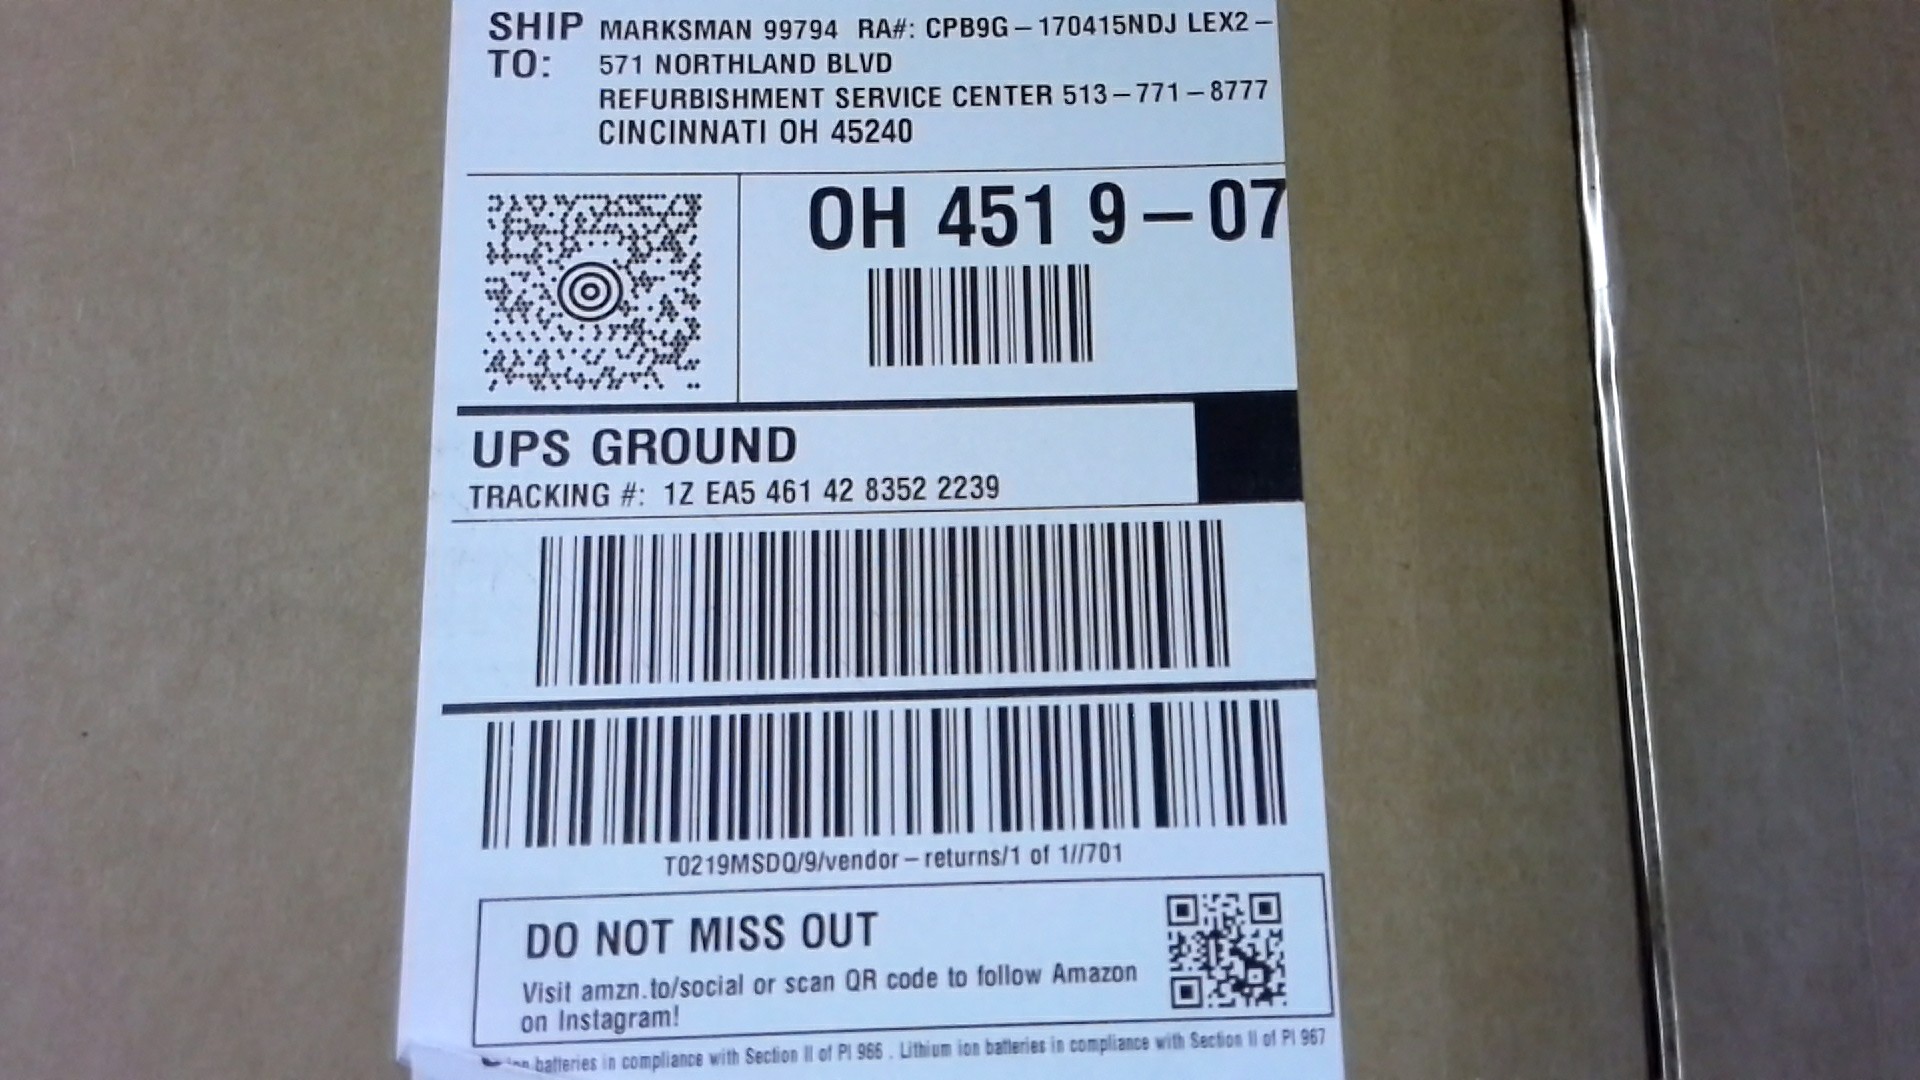 SHIP TO: MARKSMAN 99794 RA#: CPB9G-170415NDJ LEX2-
571 NORTHLAND BLVD
REFURBISHMENT SERVICE CENTER 513-771-8777
CINCINNATI OH 45240
OH 451 9-07
UPS GROUND
TRACKING #: 1Z EA5 461 42 8352 2239
T0219MSDQ/9/vendor-returns/1 of 1//701
DO NOT MISS OUT
Visit amzn.to/social or scan QR code to follow Amazon
on Instagram!
batteries in compliance with Section II of PI 966 . Lithium ion batteries in compliance with Section II of PI 967